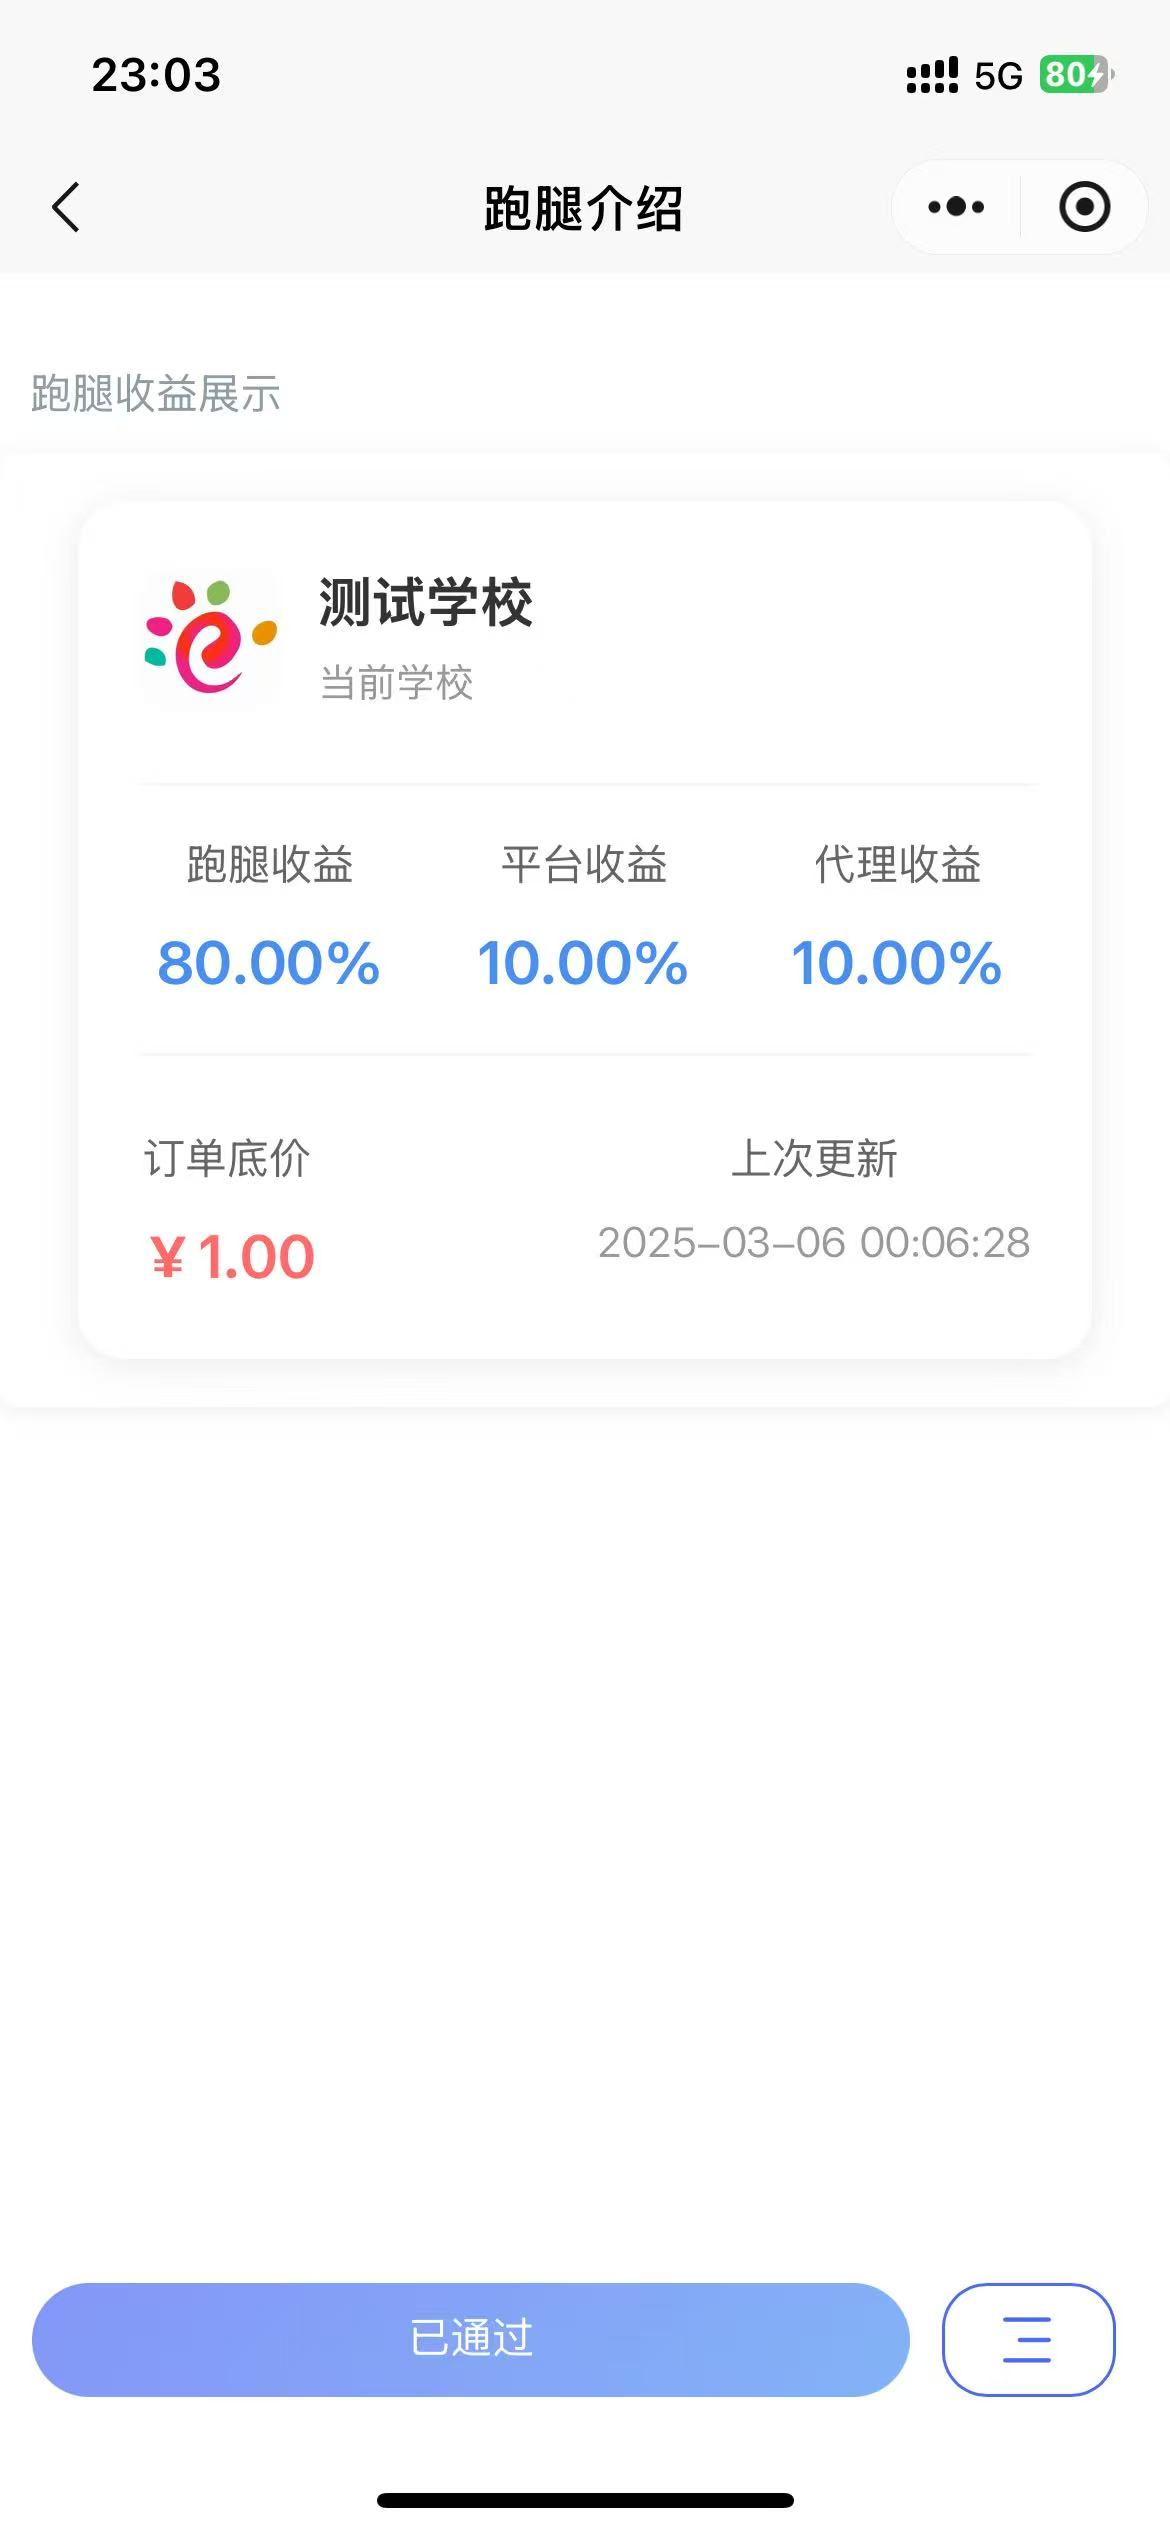 23:03 5G 80
跑腿介绍
跑腿收益展示
测试学校
当前学校
跑腿收益 平台收益 代理收益
80.00% 10.00% 10.00%
订单底价 上次更新
¥1.00 2025-03-06 00:06:28
已通过